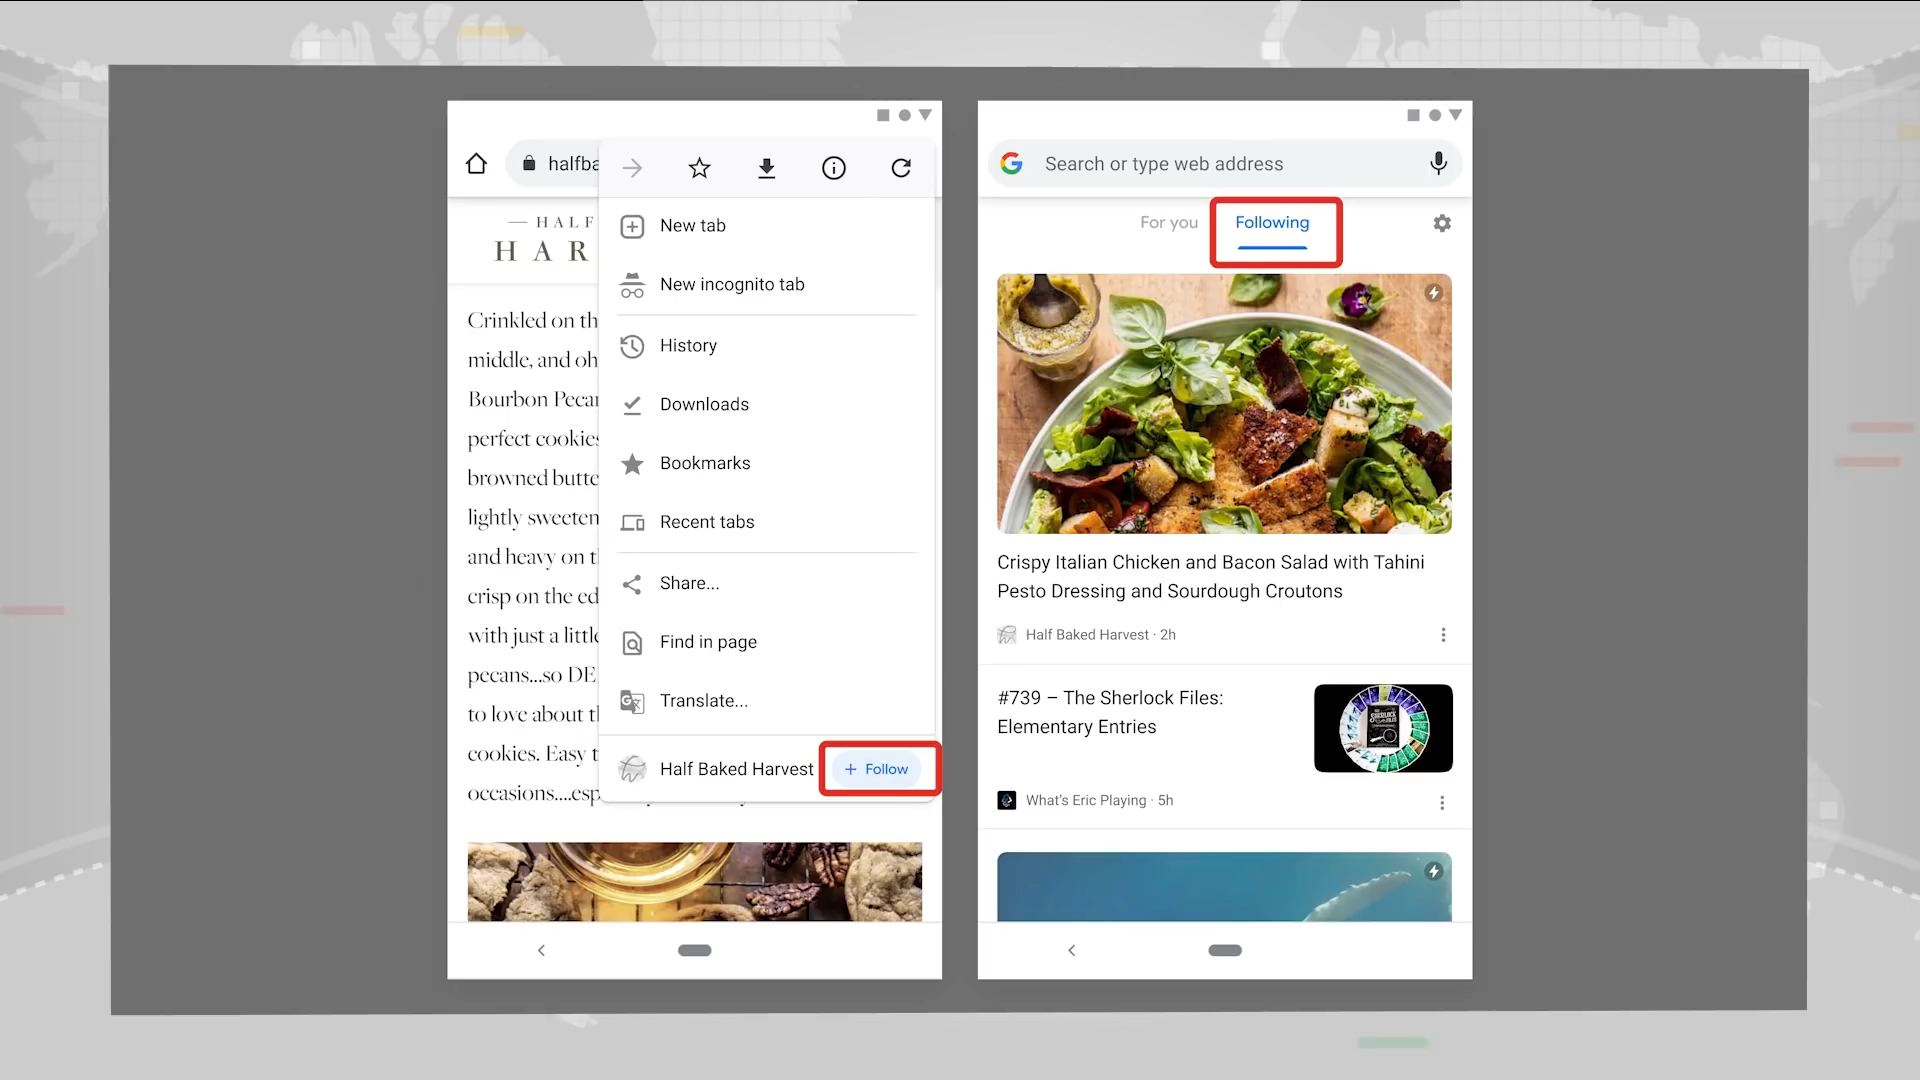 halfba
— HALF
HAR
Crinkled on th
middle, and oh
Bourbon Pecan
perfect cookies
browned butte
lightly sweeten
and heavy on t
crisp on the ed
with just a little
pecans...so DE
to love about th
cookies. Easy t
occasions....esp
New tab
New incognito tab
History
Downloads
Bookmarks
Recent tabs
Share...
Find in page
Translate...
Half Baked Harvest + Follow
Search or type web address
For you Following
Crispy Italian Chicken and Bacon Salad with Tahini
Pesto Dressing and Sourdough Croutons
Half Baked Harvest · 2h
#739 – The Sherlock Files:
Elementary Entries
What's Eric Playing · 5h